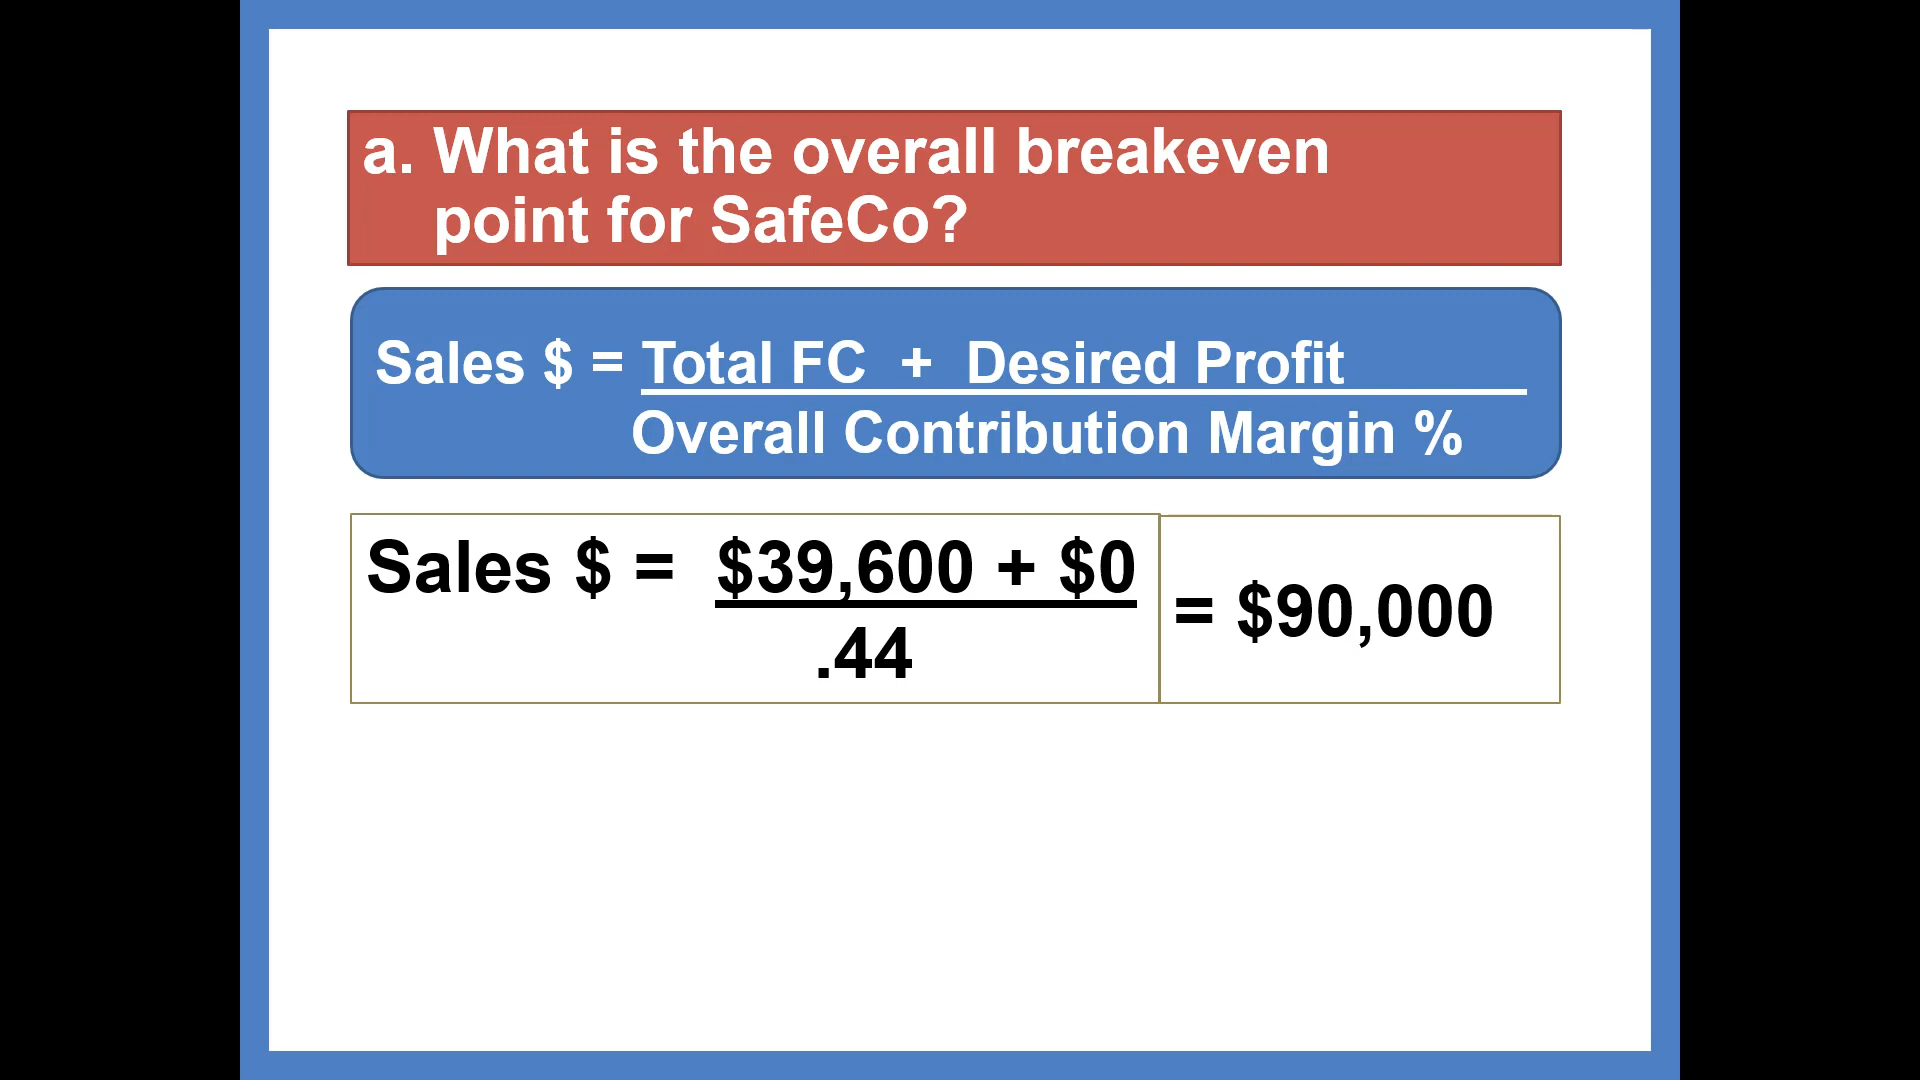 a. What is the overall breakeven
point for SafeCo?
Sales $ = Total FC + Desired Profit
Overall Contribution Margin %
Sales $ = $39,600 + $0
.44
= $90,000